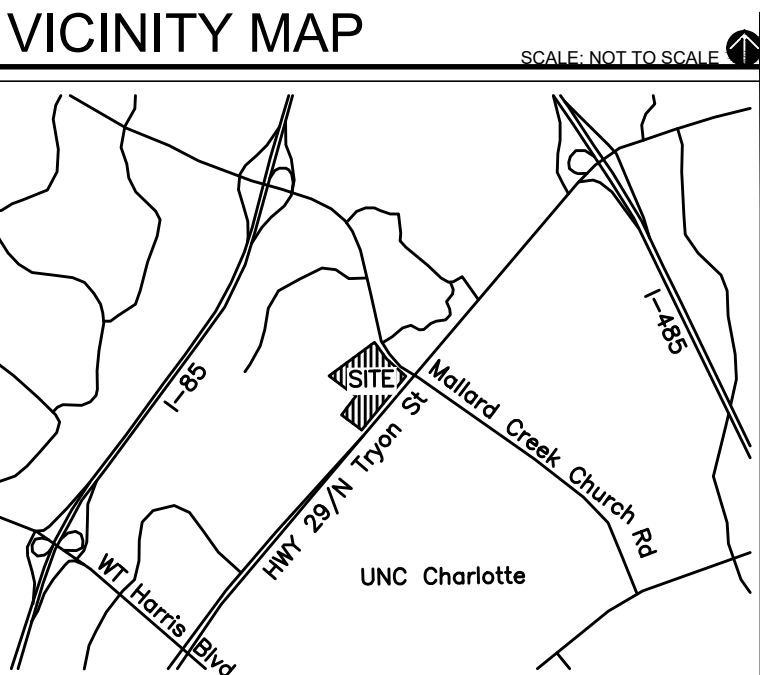 VICINITY MAP
SCALE: NOT TO SCALE
I-485
I-85
SITE
Mallard Creek Church Rd
HWY 29/N Tryon St
UNC Charlotte
WT Harris Blvd